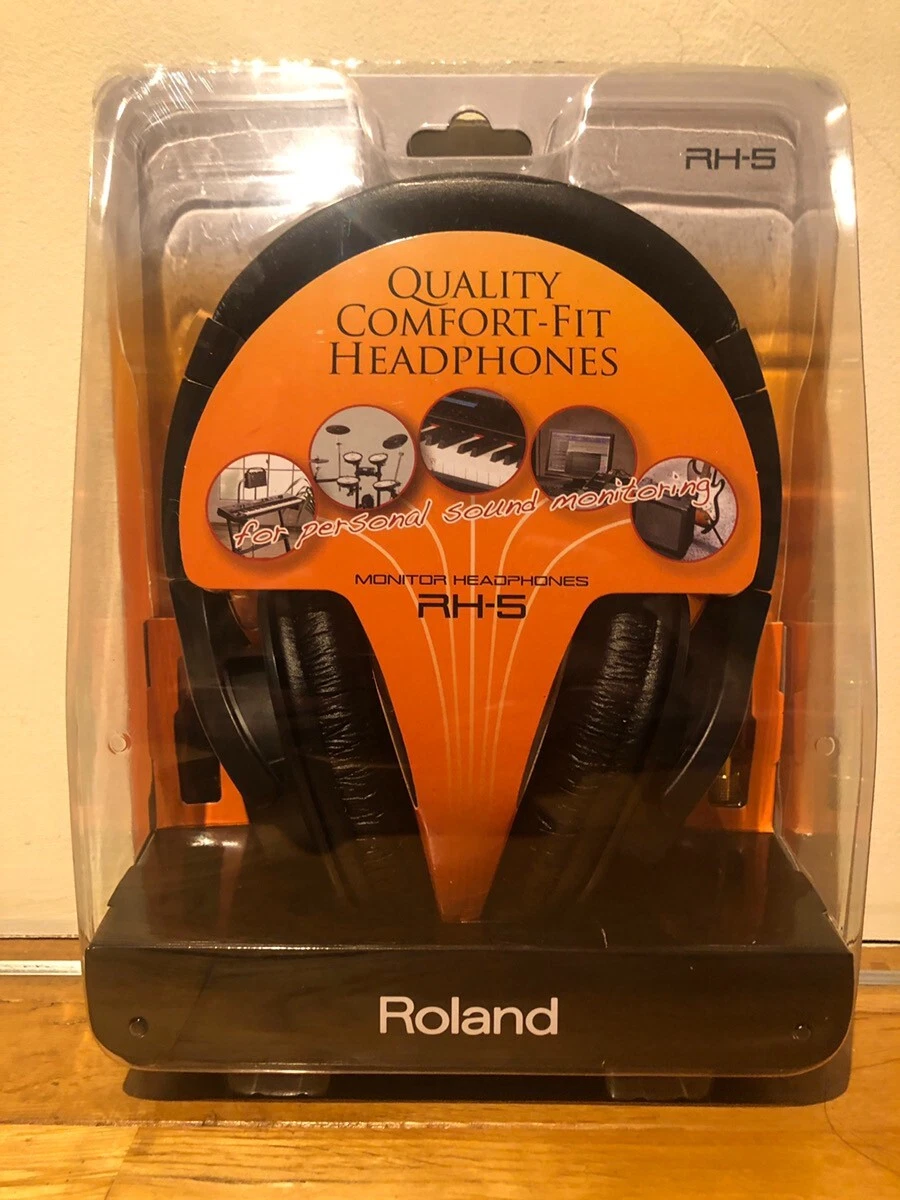 RH-5
QUALITY
COMFORT-FIT
HEADPHONES
for personal sound monitoring
MONITOR HEADPHONES
RH-5
Roland